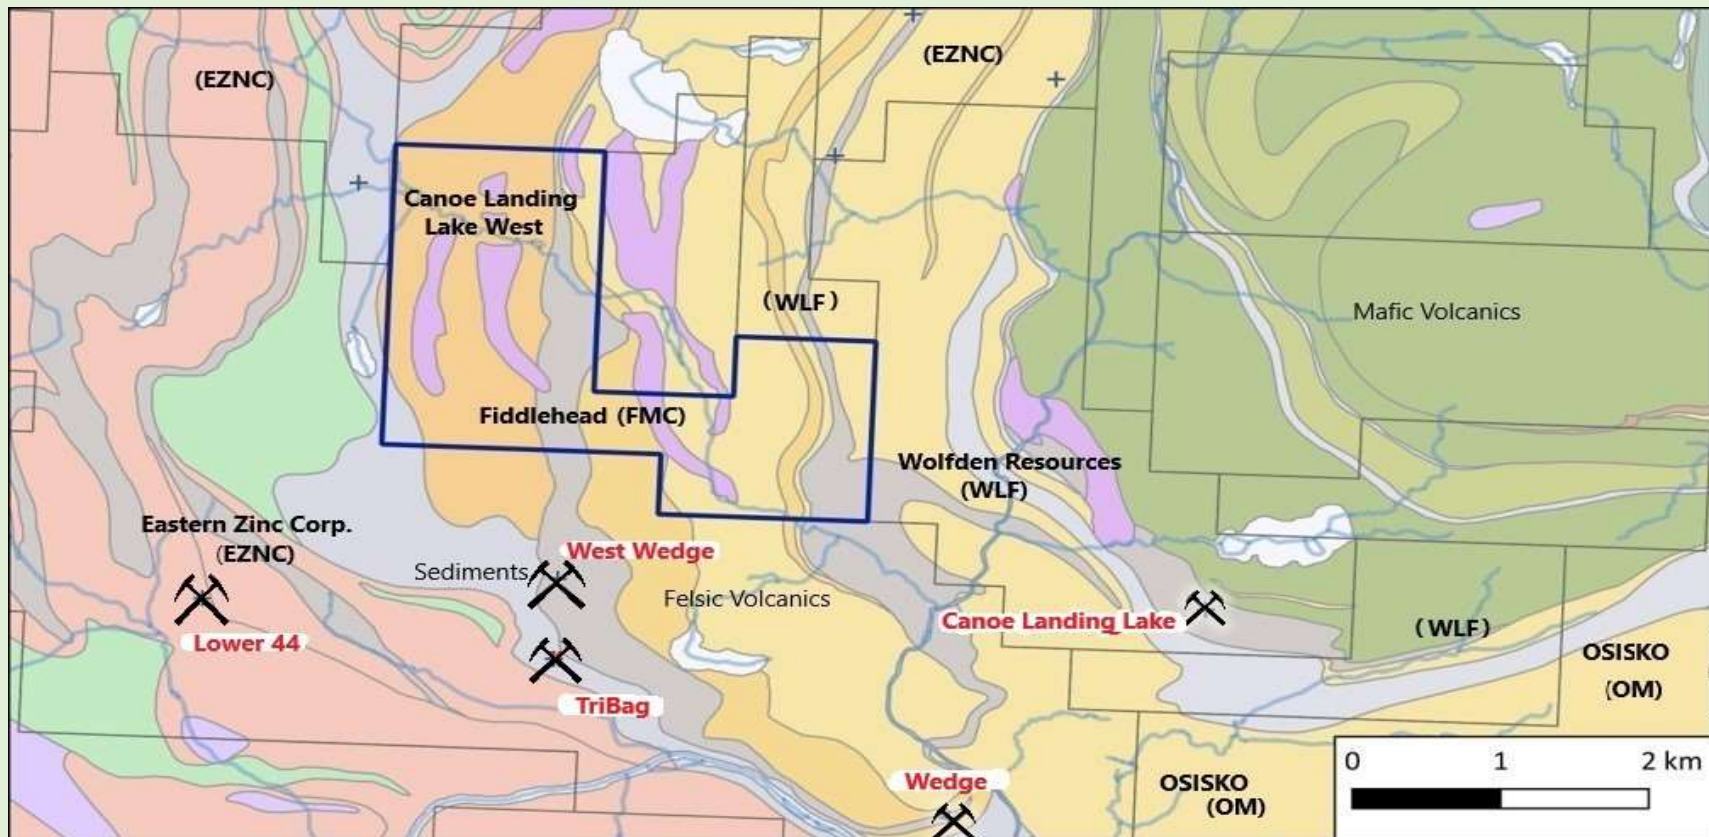 (EZNC)
(EZNC)
Canoe Landing
Lake West
(WLF)
Mafic Volcanics
Fiddlehead (FMC)
Wolfden Resources
(WLF)
Eastern Zinc Corp.
(EZNC)
West Wedge
Sediments
Felsic Volcanics
Lower 44
Canoe Landing Lake
(WLF)
OSISKO
(OM)
TriBag
Wedge
OSISKO
(OM)
0 1 2 km